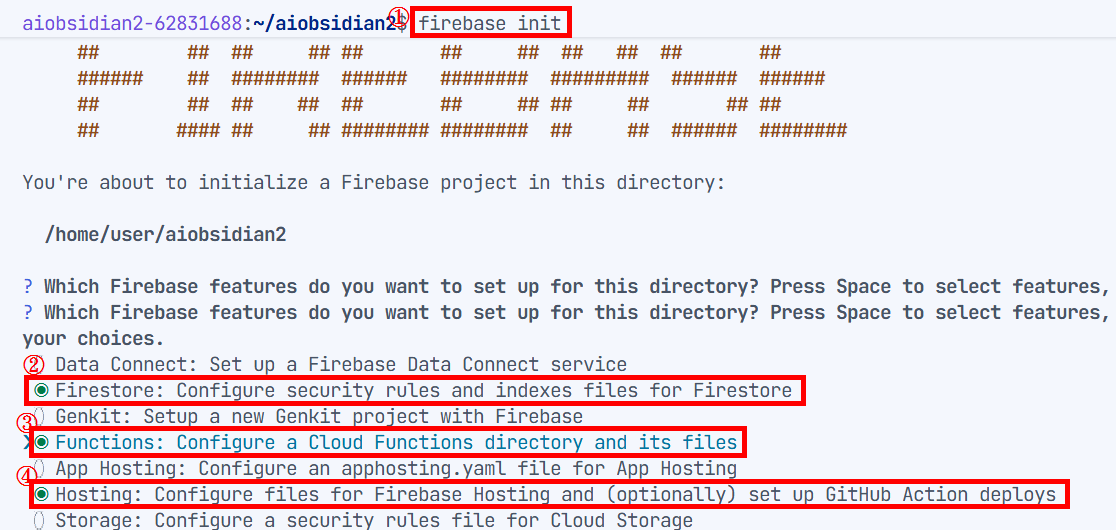 aiobsidian2-62831688:~/aiobsidian2$ firebase init
①
##        ##  ##     ## ##       ##     ##  ##   ##  ##       ##
######    ##  ########  ######   ########  #########  ######  ######
##        ##  ##    ##  ##       ##     ## ##     ##       ## ##
##       #### ##     ## ######## ########  ##     ##  ######  ########
You're about to initialize a Firebase project in this directory:
/home/user/aiobsidian2
? Which Firebase features do you want to set up for this directory? Press Space to select features,
? Which Firebase features do you want to set up for this directory? Press Space to select features,
your choices.
② Data Connect: Set up a Firebase Data Connect service
◉ Firestore: Configure security rules and indexes files for Firestore
◯ Genkit: Setup a new Genkit project with Firebase
③
❯◉ Functions: Configure a Cloud Functions directory and its files
◯ App Hosting: Configure an apphosting.yaml file for App Hosting
④
◉ Hosting: Configure files for Firebase Hosting and (optionally) set up GitHub Action deploys
◯ Storage: Configure a security rules file for Cloud Storage